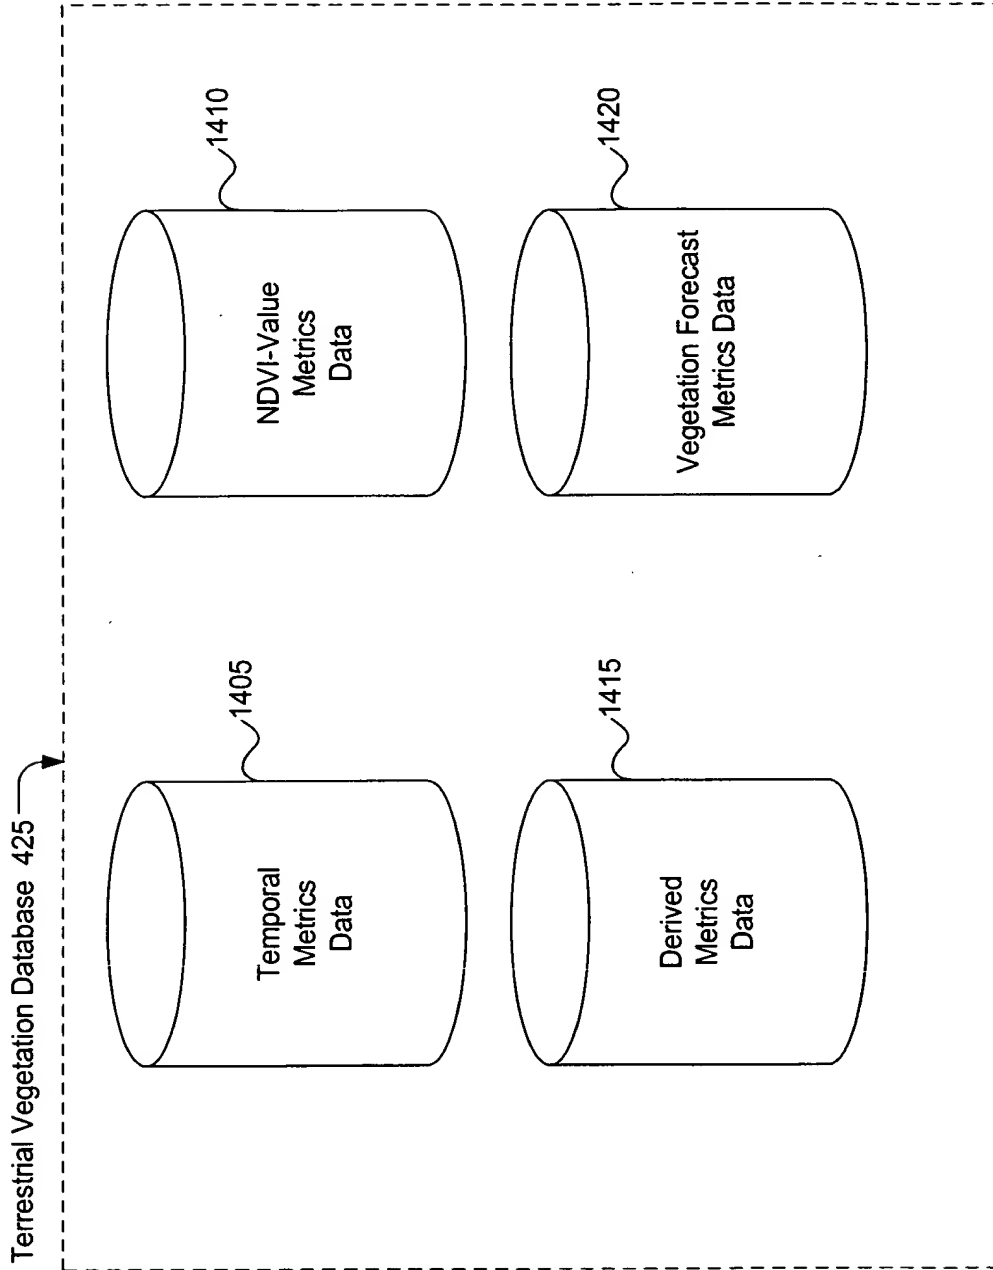 Terrestrial Vegetation Database 425
1405
Temporal
Metrics
Data
1410
NDVI-Value
Metrics
Data
1415
Derived
Metrics
Data
1420
Vegetation Forecast
Metrics Data